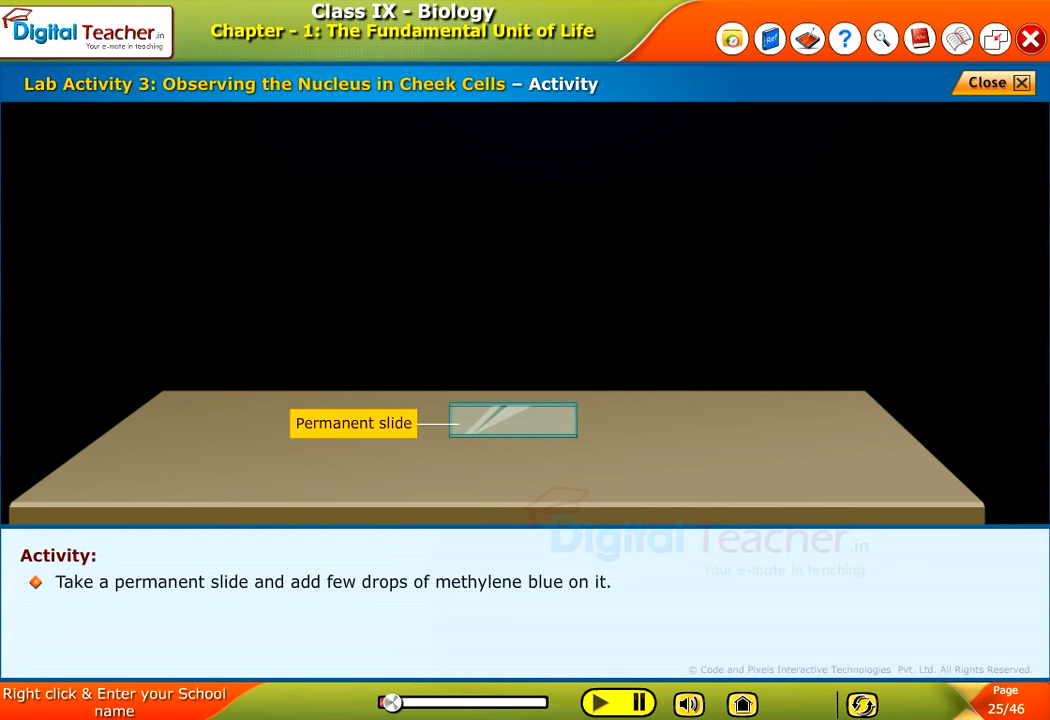 Digital Teacher.in
Your e-mate in teaching
Class IX - Biology
Chapter - 1: The Fundamental Unit of Life
Ref
?
Lab Activity 3: Observing the Nucleus in Cheek Cells – Activity
Close
Permanent slide
Digital Teacher.in
Your e-mate in teaching
Activity:
Take a permanent slide and add few drops of methylene blue on it.
© Code and Pixels Interactive Technologies Pvt. Ltd. All Rights Reserved.
Right click & Enter your School
name
Page
25/46